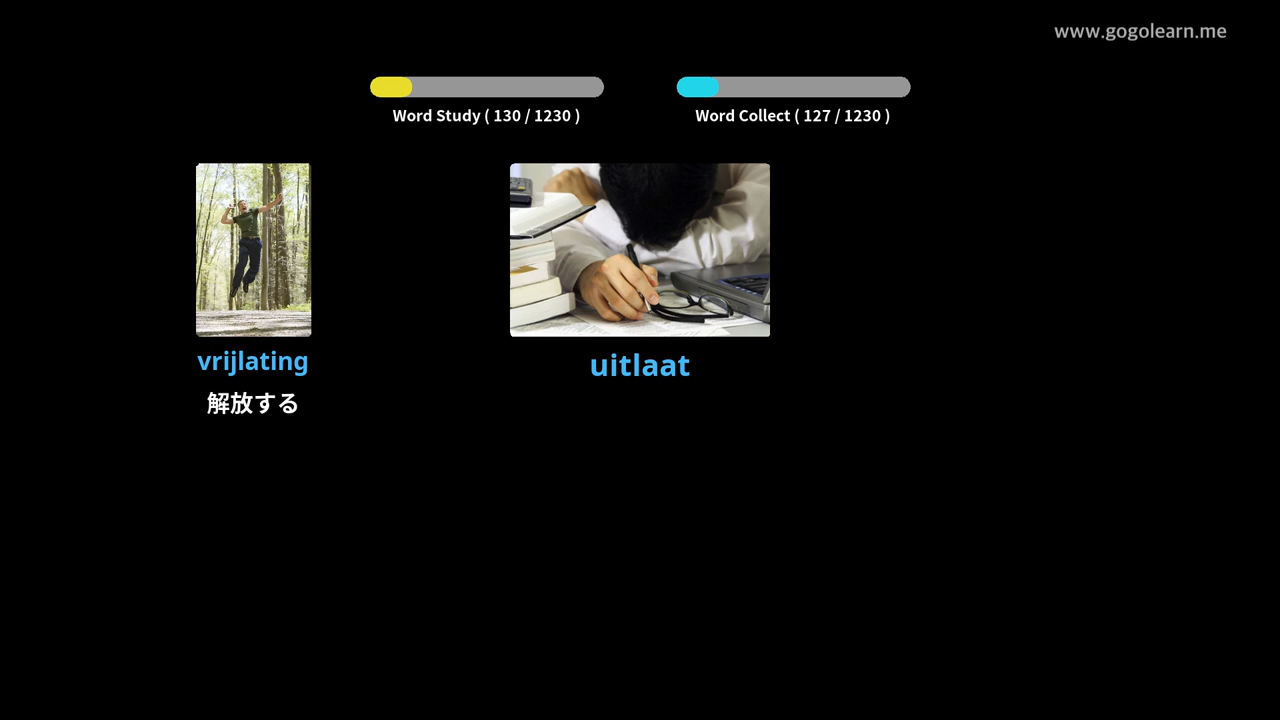 www.gogolearn.me
Word Study ( 130 / 1230 )
Word Collect ( 127 / 1230 )
vrijlating
解放する
uitlaat